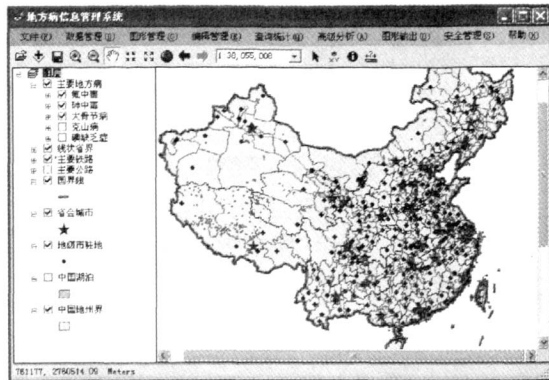 地方病信息管理系统
文件(F) 数据管理(D) 图形管理(G) 编辑管理(E) 查询统计(Q) 高级分析(A) 图形输出(O) 安全管理(S) 帮助(H)
1:38,055,008
图层
主要地方病
氟中毒
砷中毒
大骨节病
克山病
碘缺乏症
线状省界
主要铁路
主要公路
国界线
省会城市
地级市驻地
中国湖泊
中国地州界
Meters